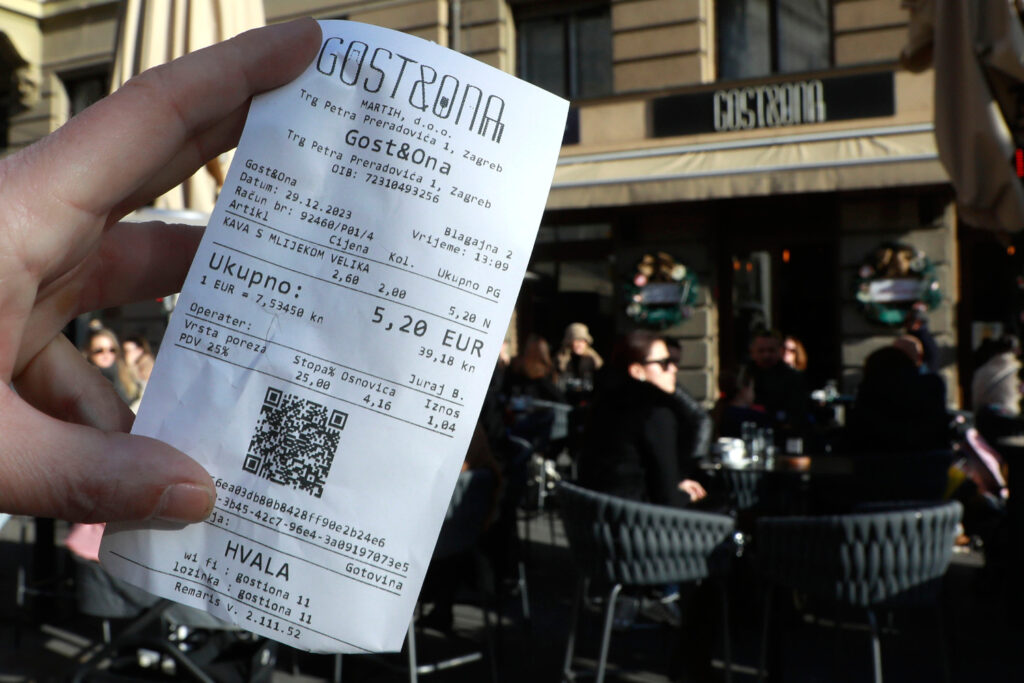 GOST&ONA
MARTIH, d.o.o.
Trg Petra Preradovića 1, Zagreb
Gost&Ona
Trg Petra Preradovića 1, Zagreb
OIB: 72310493256
Gost&Ona Blagajna 2
Datum: 29.12.2023 Vrijeme: 13:09
Račun br: 92460/P01/4
Artikl Cijena Kol. Ukupno PG
KAVA S MLIJEKOM VELIKA
2,60 2,00 5,20 N
Ukupno: 5,20 EUR
1 EUR = 7,53450 kn 39,18 kn
Operater: Juraj B.
Vrsta poreza Stopa% Osnovica Iznos
PDV 25% 25,00 4,16 1,04
6ea03db80b8428ff90e2b24e6
-3b45-42c7-96e4-3a09197073e5
ja: Gotovina
HVALA
wi fi : gostiona 11
lozinka : gostiona 11
Remaris v. 2.111.52
GOST&ONA